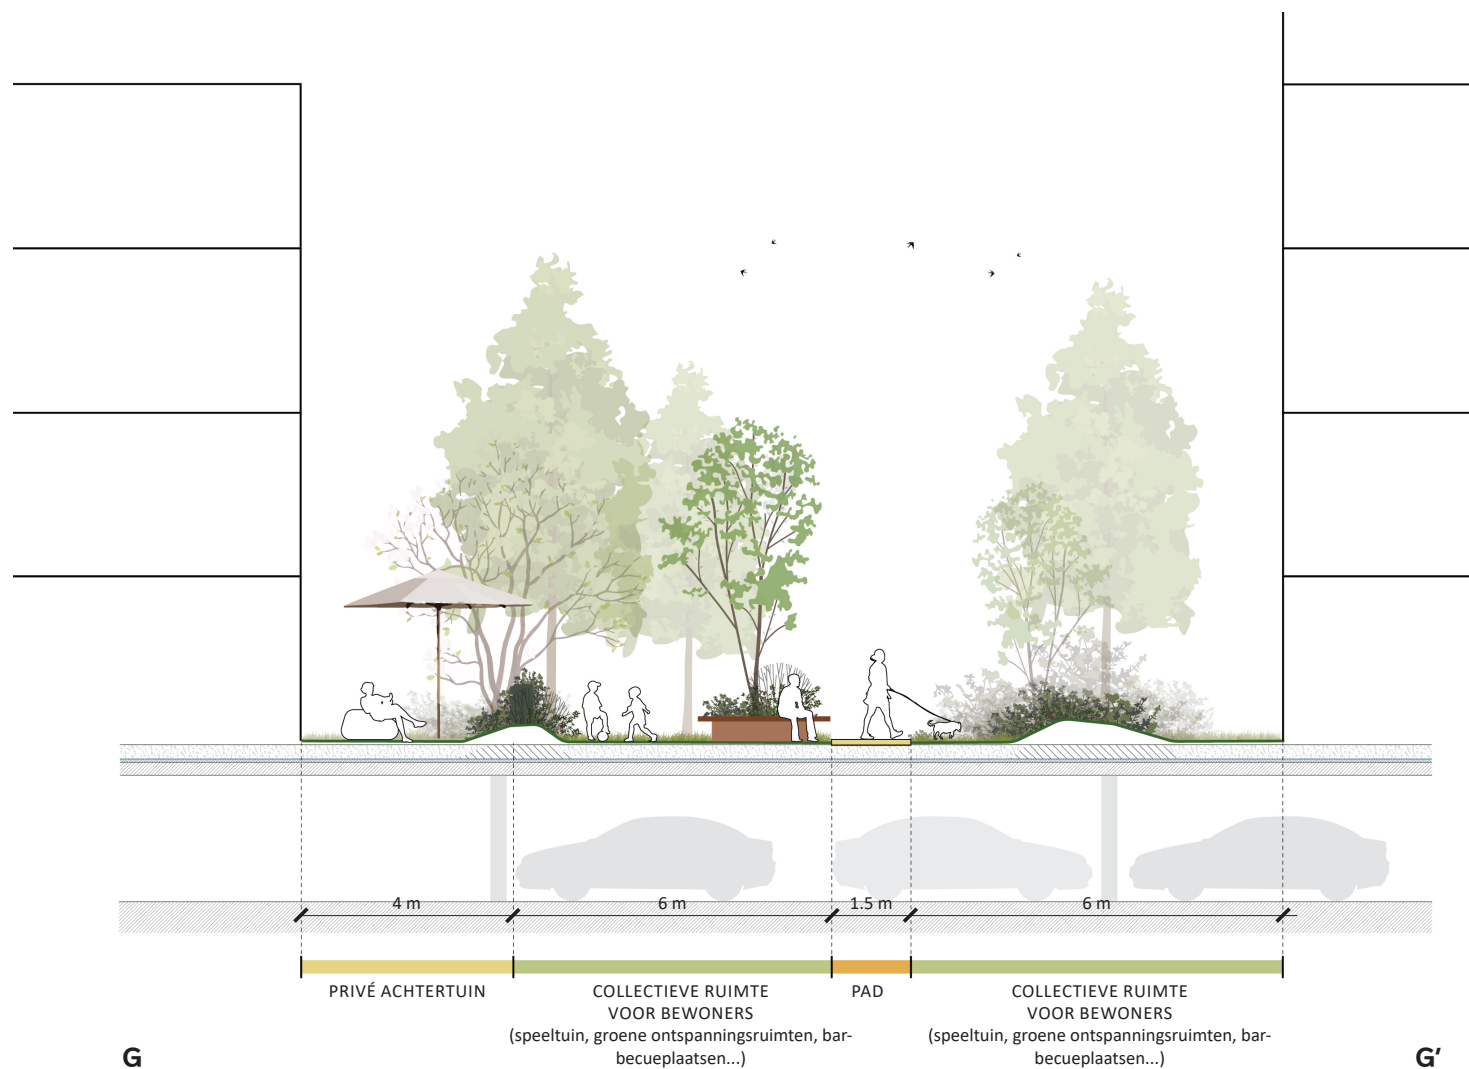 4 m
6 m
1.5 m
6 m
PRIVÉ ACHTERTUIN
COLLECTIEVE RUIMTE
VOOR BEWONERS
(speeltuin, groene ontspanningsruimten, bar-
becueplaatsen...)
PAD
COLLECTIEVE RUIMTE
VOOR BEWONERS
(speeltuin, groene ontspanningsruimten, bar-
becueplaatsen...)
G
G'